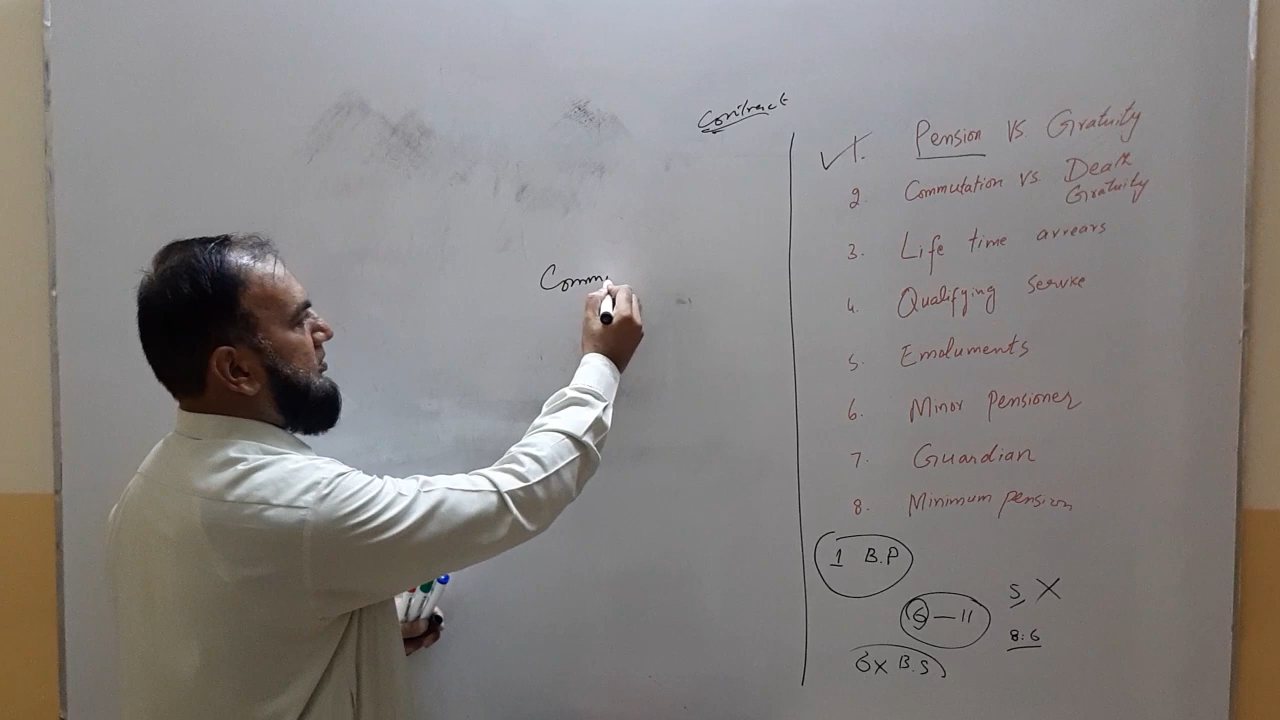 Contract
Comm
1. Pension vs Gratuity
2. Commutation vs. Death
Gratuity
3. Life time arrears
4. Qualifying service
5. Emoluments
6. Minor Pensioner
7. Guardian
8. Minimum pension
1 B.P
6 — 11
5 X
8:6
6 X B.S